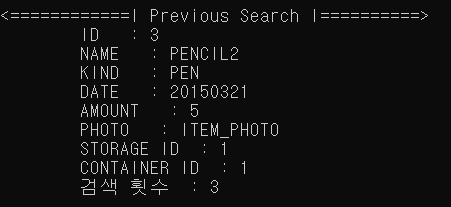 <============| Previous Search |==========>
ID : 3
NAME : PENCIL2
KIND : PEN
DATE : 20150321
AMOUNT : 5
PHOTO : ITEM_PHOTO
STORAGE ID : 1
CONTAINER ID : 1
검색 횟수 : 3